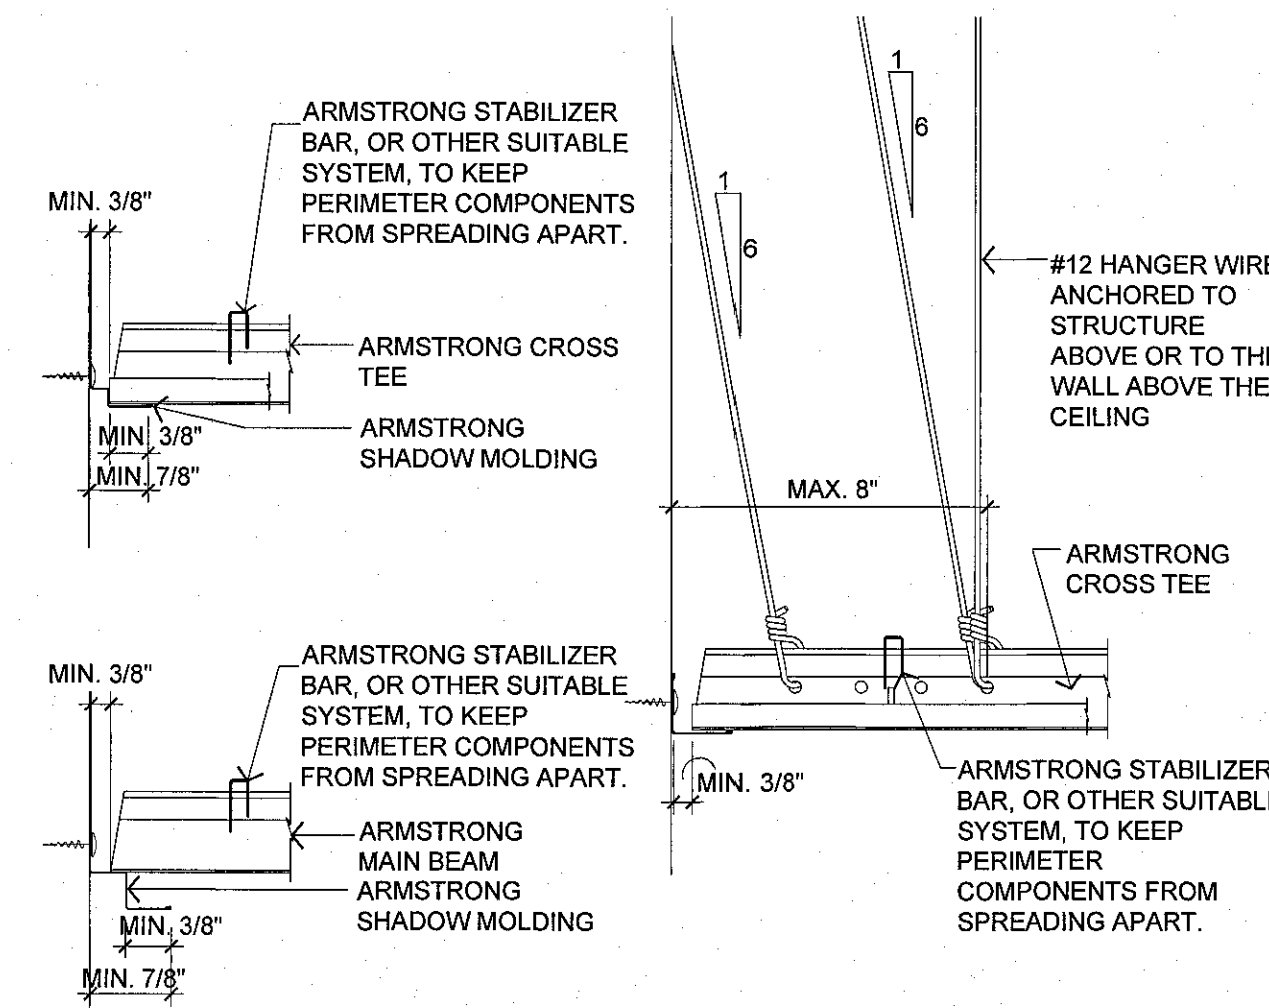 ARMSTRONG STABILIZER
BAR, OR OTHER SUITABLE
SYSTEM, TO KEEP
PERIMETER COMPONENTS
FROM SPREADING APART.
MIN. 3/8"
ARMSTRONG CROSS
TEE
ARMSTRONG
SHADOW MOLDING
MIN. 3/8"
MIN. 7/8"
ARMSTRONG STABILIZER
BAR, OR OTHER SUITABLE
SYSTEM, TO KEEP
PERIMETER COMPONENTS
FROM SPREADING APART.
MIN. 3/8"
ARMSTRONG
MAIN BEAM
ARMSTRONG
SHADOW MOLDING
MIN. 3/8"
MIN. 7/8"
1
6
1
6
#12 HANGER WIRE
ANCHORED TO
STRUCTURE
ABOVE OR TO THE
WALL ABOVE THE
CEILING
MAX. 8"
ARMSTRONG
CROSS TEE
MIN. 3/8"
ARMSTRONG STABILIZER
BAR, OR OTHER SUITABLE
SYSTEM, TO KEEP
PERIMETER
COMPONENTS FROM
SPREADING APART.